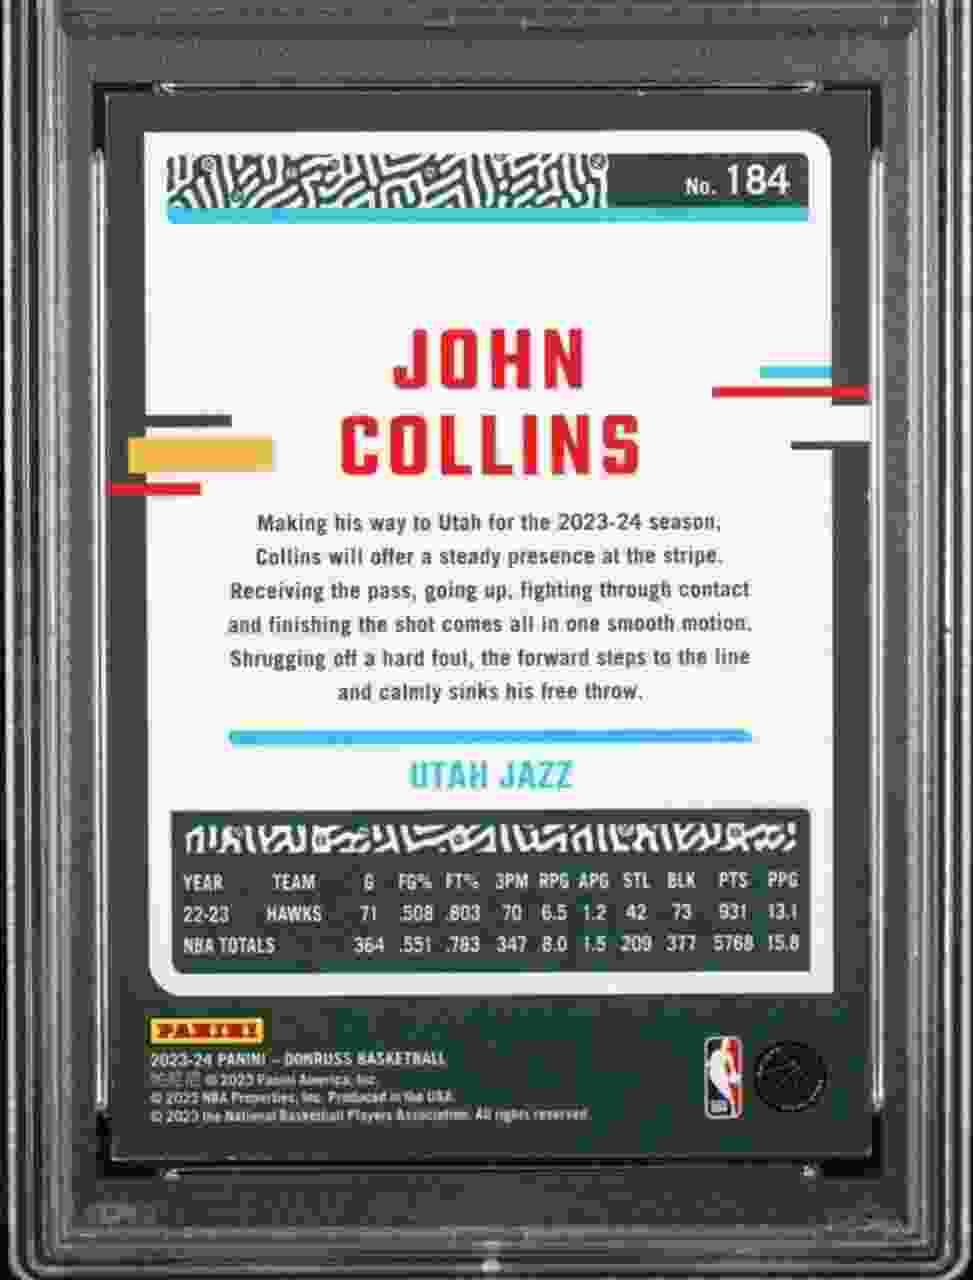 No. 184
JOHN
COLLINS
Making his way to Utah for the 2023-24 season,
Collins will offer a steady presence at the stripe.
Receiving the pass, going up, fighting through contact
and finishing the shot comes all in one smooth motion.
Shrugging off a hard foul, the forward steps to the line
and calmly sinks his free throw.
UTAH JAZZ
YEAR TEAM G FG% FT% 3PM RPG APG STL BLK PTS PPG
22-23 HAWKS 71 .508 .803 70 6.5 1.2 42 73 931 13.1
NBA TOTALS 364 .551 .783 347 8.0 1.5 209 377 5768 15.8
PANINI
2023-24 PANINI – DONRUSS BASKETBALL
© 2023 Panini America, Inc.
© 2023 NBA Properties, Inc. Produced in the USA.
© 2023 the National Basketball Players Association. All rights reserved.